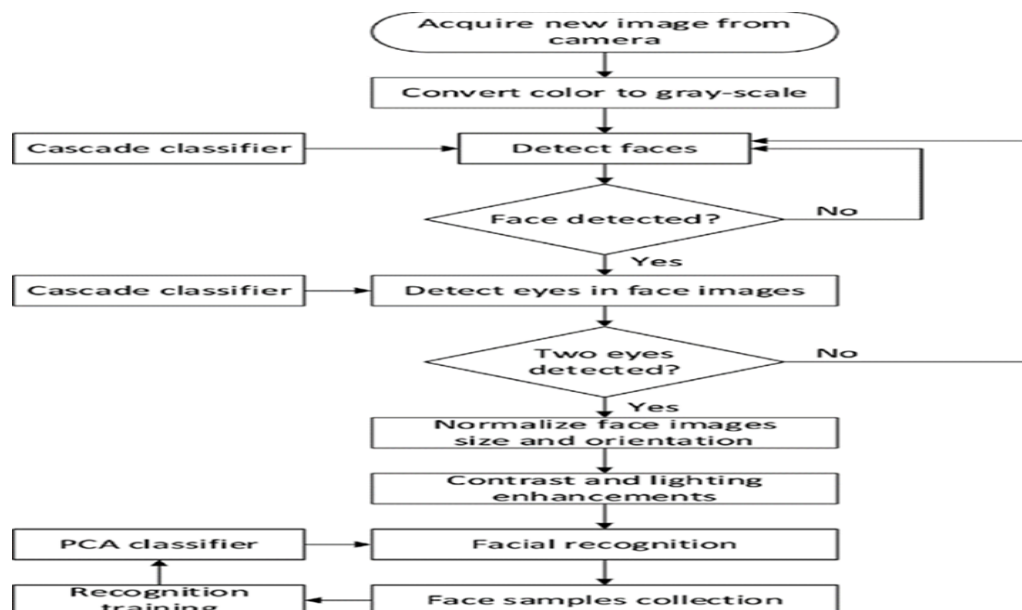 Acquire new image from
camera
Convert color to gray-scale
Cascade classifier
Detect faces
Face detected?
No
Yes
Cascade classifier
Detect eyes in face images
Two eyes
detected?
No
Yes
Normalize face images
size and orientation
Contrast and lighting
enhancements
PCA classifier
Facial recognition
Recognition
training
Face samples collection